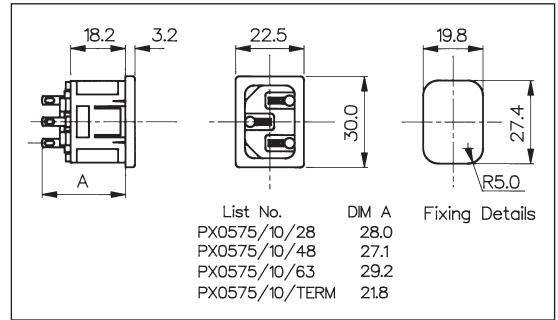 18.2 3.2 22.5 19.8
30.0
27.4
A
R5.0
List No. DIM A Fixing Details
PX0575/10/28 28.0
PX0575/10/48 27.1
PX0575/10/63 29.2
PX0575/10/TERM 21.8